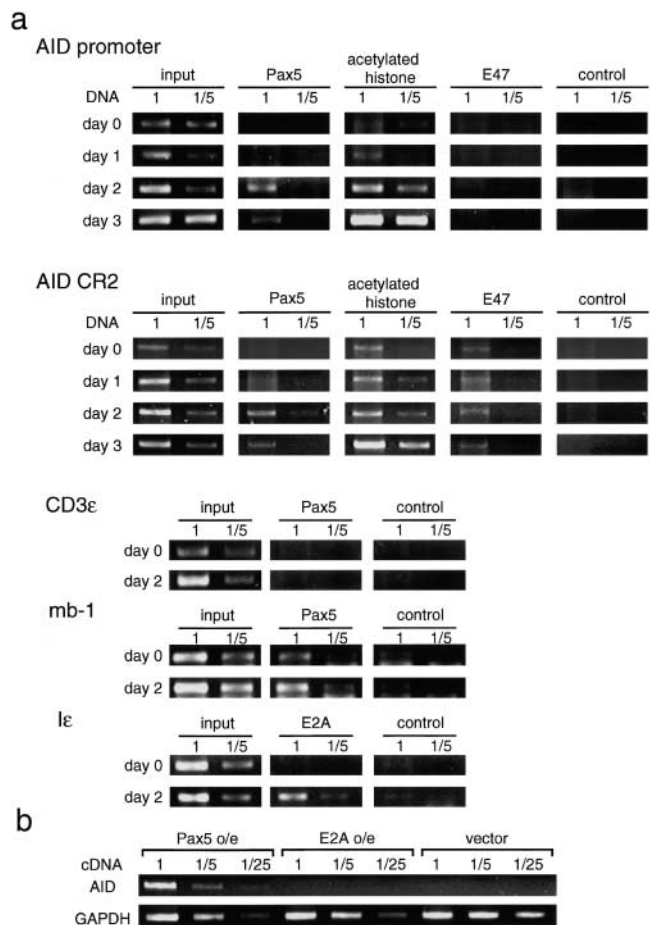 a
AID promoter
input Pax5 acetylated histone E47 control
DNA 1 1/5 1 1/5 1 1/5 1 1/5 1 1/5
day 0
day 1
day 2
day 3
AID CR2
input Pax5 acetylated histone E47 control
DNA 1 1/5 1 1/5 1 1/5 1 1/5 1 1/5
day 0
day 1
day 2
day 3
CD3ε
input Pax5 control
1 1/5 1 1/5 1 1/5
day 0
day 2
mb-1
input Pax5 control
1 1/5 1 1/5 1 1/5
day 0
day 2
Iε
input E2A control
1 1/5 1 1/5 1 1/5
day 0
day 2
b
Pax5 o/e E2A o/e vector
cDNA 1 1/5 1/25 1 1/5 1/25 1 1/5 1/25
AID
GAPDH